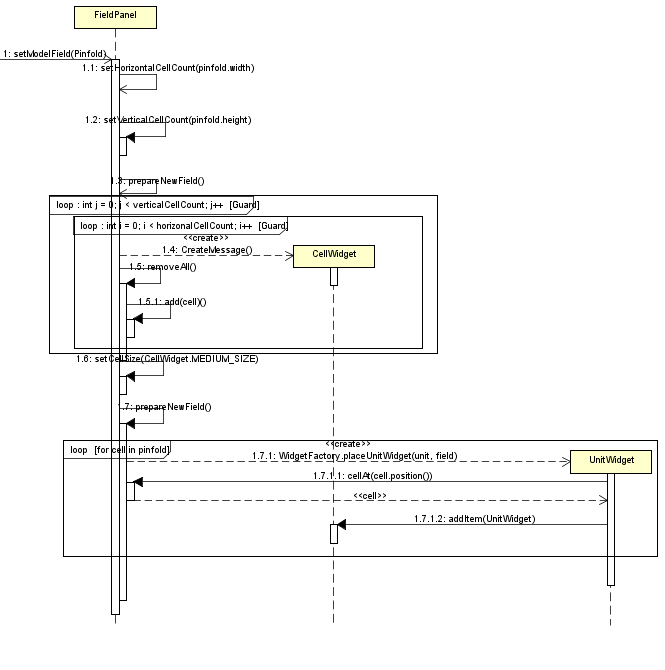 FieldPanel
1: setModelField(Pinfold)
1.1: setHorizontalCellCount(pinfold.width)
1.2: setVerticalCellCount(pinfold.height)
1.3: prepareNewField()
loop : int j = 0; j < verticalCellCount; j++ [Guard]
loop : int i = 0; i < horizonalCellCount; i++ [Guard]
<<create>>
1.4: CreateMessage()
CellWidget
1.5: removeAll()
1.5.1: add(cell)()
1.6: setCellSize(CellWidget.MEDIUM_SIZE)
1.7: prepareNewField()
loop [for cell in pinfold]
<<create>>
1.7.1: WidgetFactory.placeUnitWidget(unit, field)
UnitWidget
1.7.1.1: cellAt(cell.position())
<<cell>>
1.7.1.2: addItem(UnitWidget)